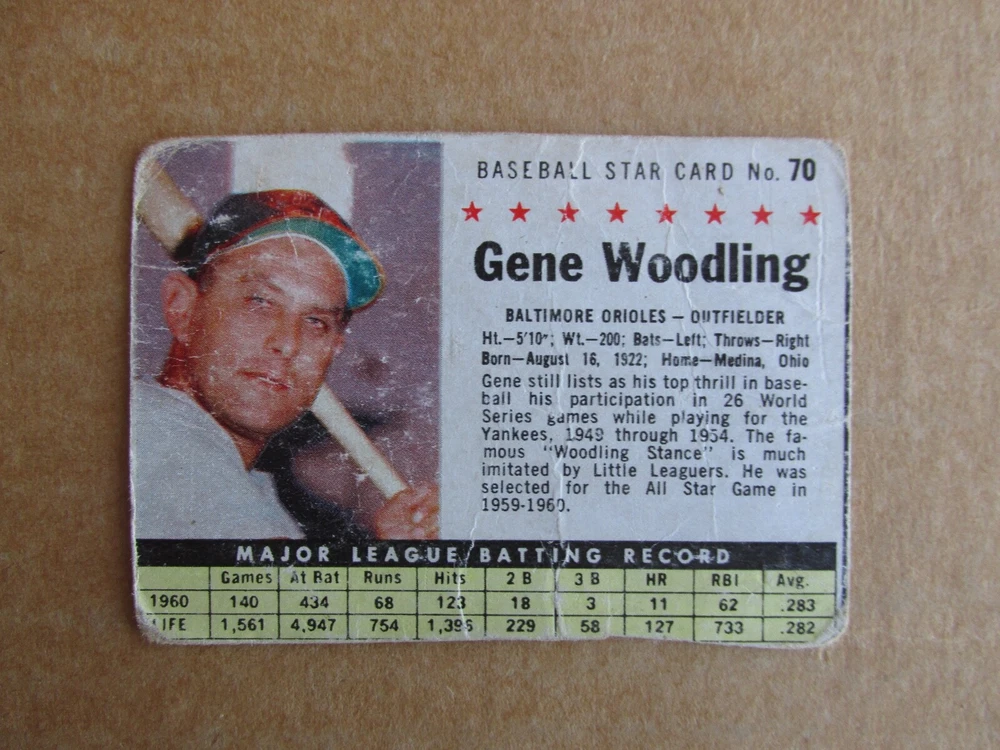 BASEBALL STAR CARD No. 70
Gene Woodling
BALTIMORE ORIOLES — OUTFIELDER
Ht.—5'10"; Wt.—200; Bats—Left; Throws—Right
Born—August 16, 1922; Home—Medina, Ohio
Gene still lists as his top thrill in base-
ball his participation in 26 World
Series games while playing for the
Yankees, 1949 through 1954. The fa-
mous "Woodling Stance" is much
imitated by Little Leaguers. He was
selected for the All Star Game in
1959-1960.
MAJOR LEAGUE BATTING RECORD
Games At Bat Runs Hits 2B 3B HR RBI Avg.
1960 140 434 68 123 18 3 11 62 .283
LIFE 1,561 4,947 754 1,396 229 58 127 733 .282